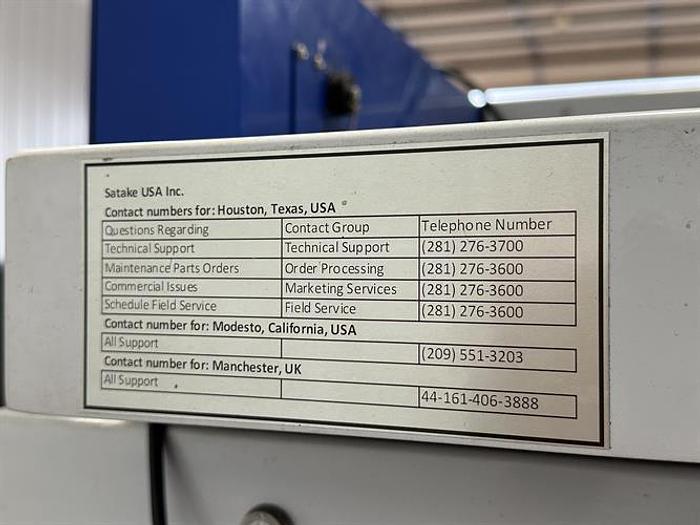 Satake USA Inc.
Contact numbers for: Houston, Texas, USA
Questions Regarding Contact Group Telephone Number
Technical Support Technical Support (281) 276-3700
Maintenance Parts Orders Order Processing (281) 276-3600
Commercial Issues Marketing Services (281) 276-3600
Schedule Field Service Field Service (281) 276-3600
Contact number for: Modesto, California, USA
All Support (209) 551-3203
Contact number for: Manchester, UK
All Support 44-161-406-3888